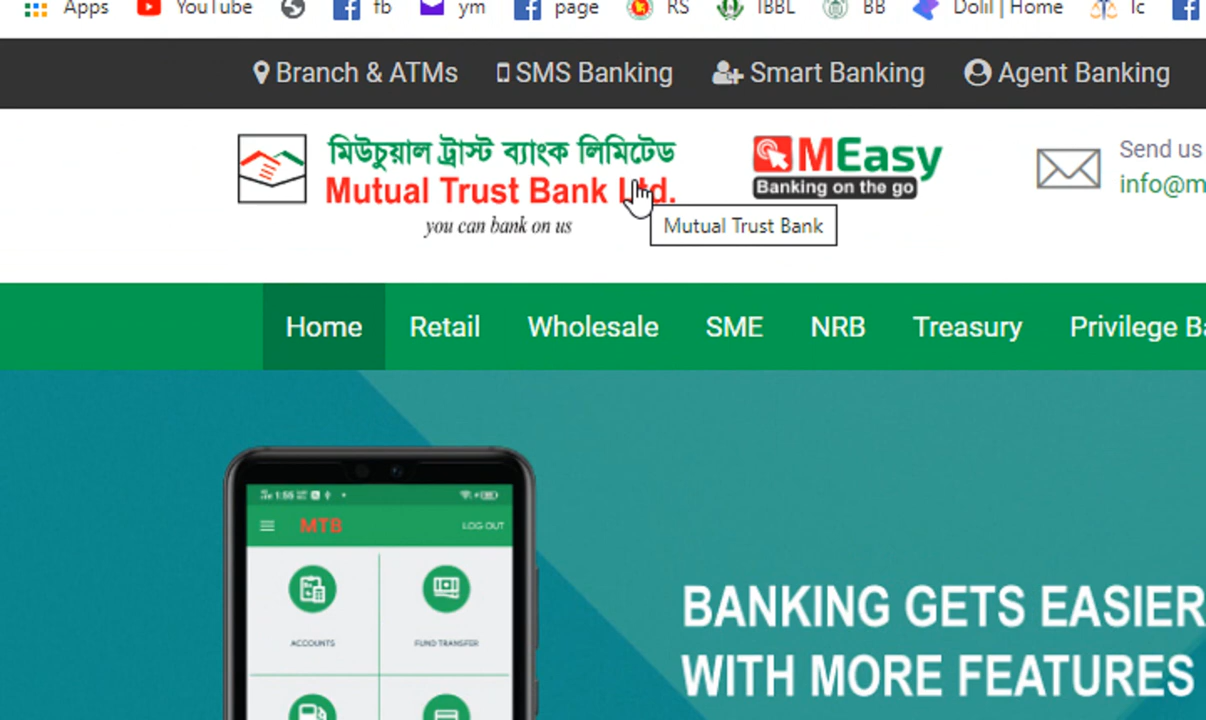 Apps YouTube fb ym page RS IBBL BB Dolil | Home lc
Branch & ATMs SMS Banking Smart Banking Agent Banking
মিউচুয়াল ট্রাস্ট ব্যাংক লিমিটেড
Mutual Trust Bank Ltd.
you can bank on us
MEasy
Banking on the go
Send us
info@m
Mutual Trust Bank
Home Retail Wholesale SME NRB Treasury Privilege Ba
1:55
MTB LOG OUT
ACCOUNTS FUND TRANSFER
BANKING GETS EASIER
WITH MORE FEATURES